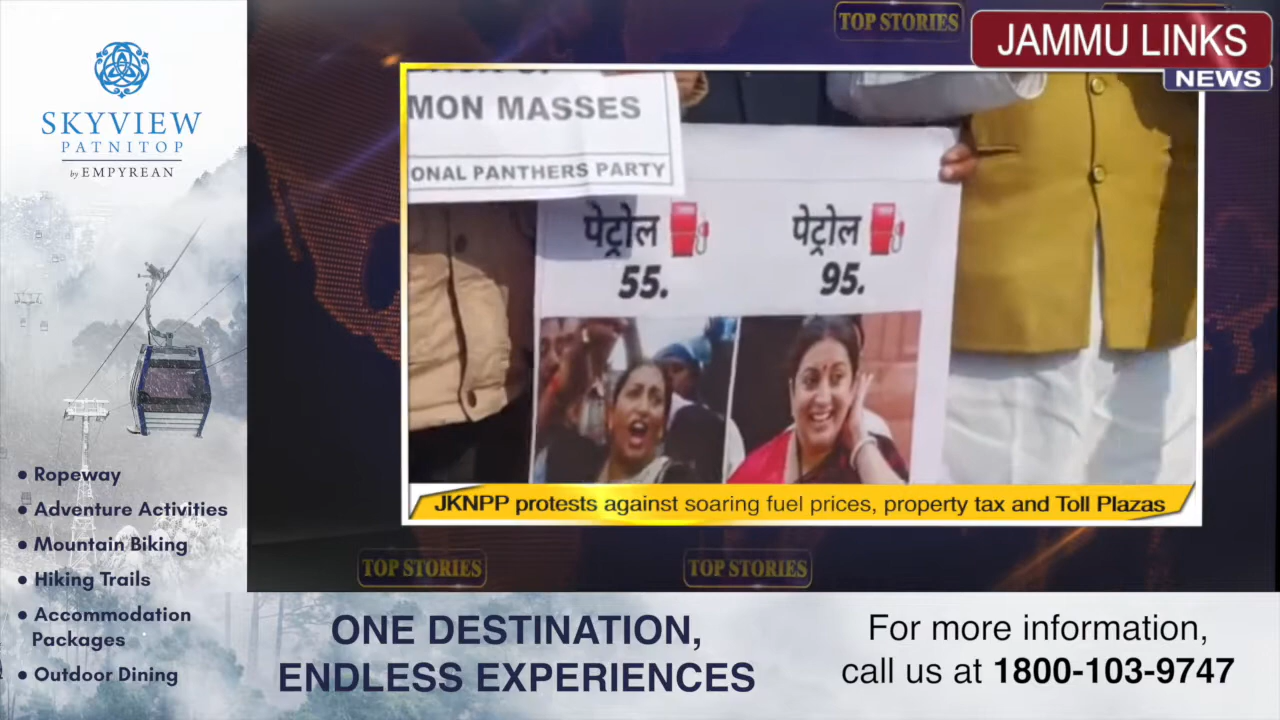 SKYVIEW
PATNITOP
by EMPYREAN
• Ropeway
• Adventure Activities
• Mountain Biking
• Hiking Trails
• Accommodation
Packages
• Outdoor Dining
TOP STORIES
JAMMU LINKS
NEWS
MON MASSES
ONAL PANTHERS PARTY
पेट्रोल
55.
पेट्रोल
95.
JKNPP protests against soaring fuel prices, property tax and Toll Plazas
TOP STORIES
TOP STORIES
ONE DESTINATION,
ENDLESS EXPERIENCES
For more information,
call us at 1800-103-9747